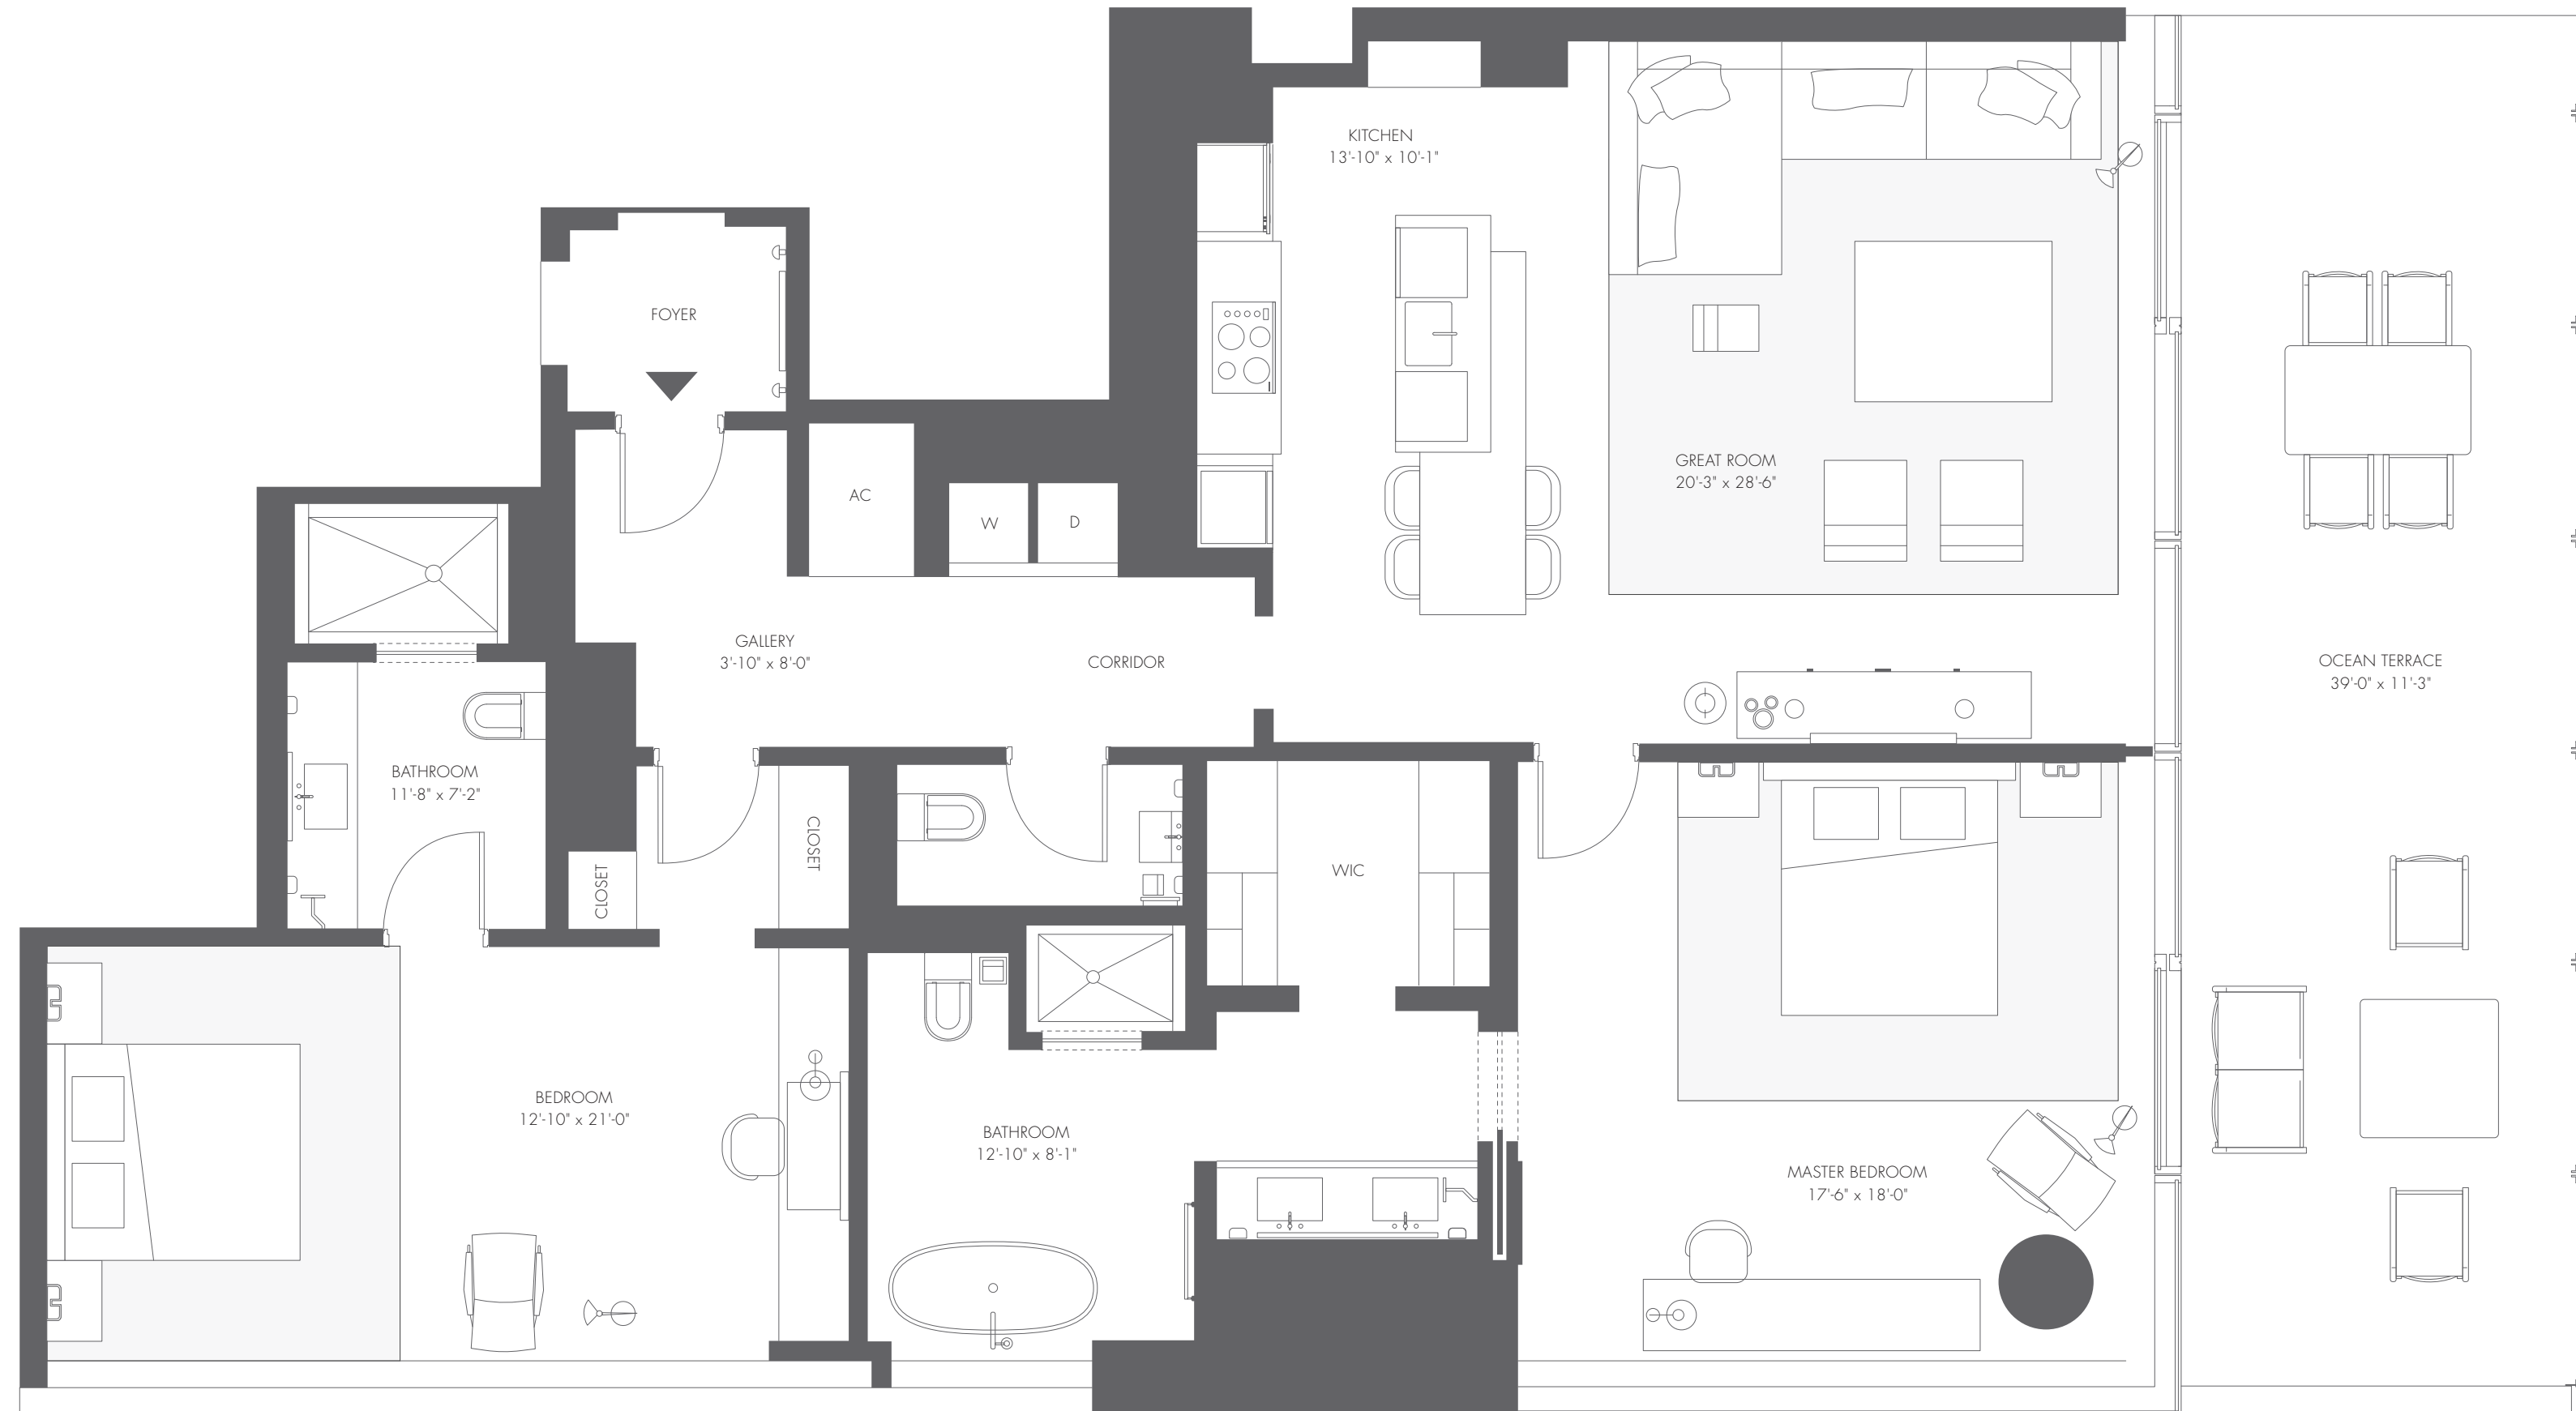 KITCHEN
13'-10" x 10'-1"
FOYER
GREAT ROOM
20'-3" x 28'-6"
AC
W
D
GALLERY
3'-10" x 8'-0"
CORRIDOR
OCEAN TERRACE
39'-0" x 11'-3"
BATHROOM
11'-8" x 7'-2"
CLOSET
CLOSET
WIC
BEDROOM
12'-10" x 21'-0"
BATHROOM
12'-10" x 8'-1"
MASTER BEDROOM
17'-6" x 18'-0"